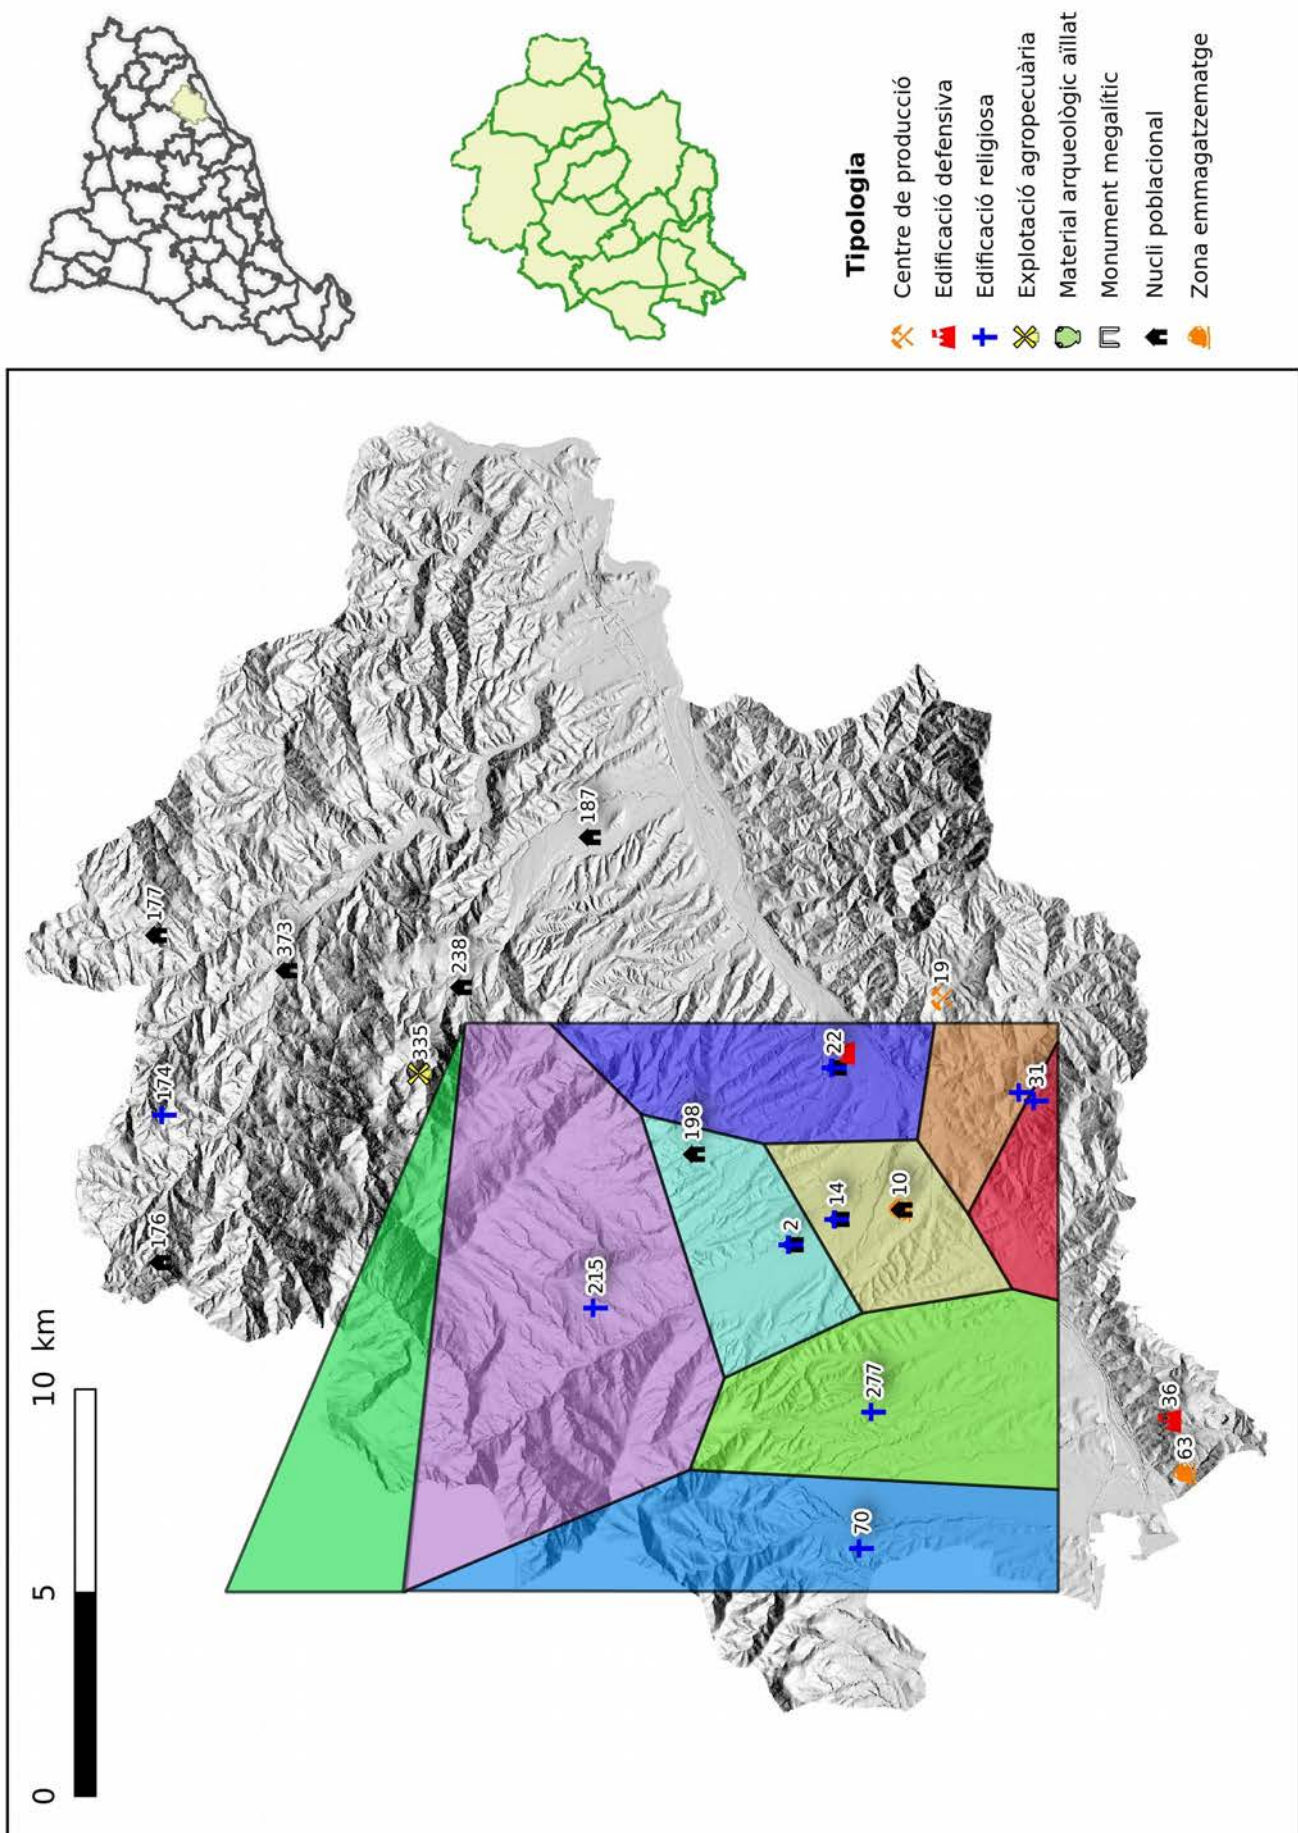 Tipologia
Centre de producció
Edificació defensiva
Edificació religiosa
Explotació agropecuària
Material arqueològic aïllat
Monument megalític
Nucli poblacional
Zona emmagatzematge
0 5 10 km
176
174
177
373
335
238
187
215
198
2
14
22
10
19
277
70
31
36
63